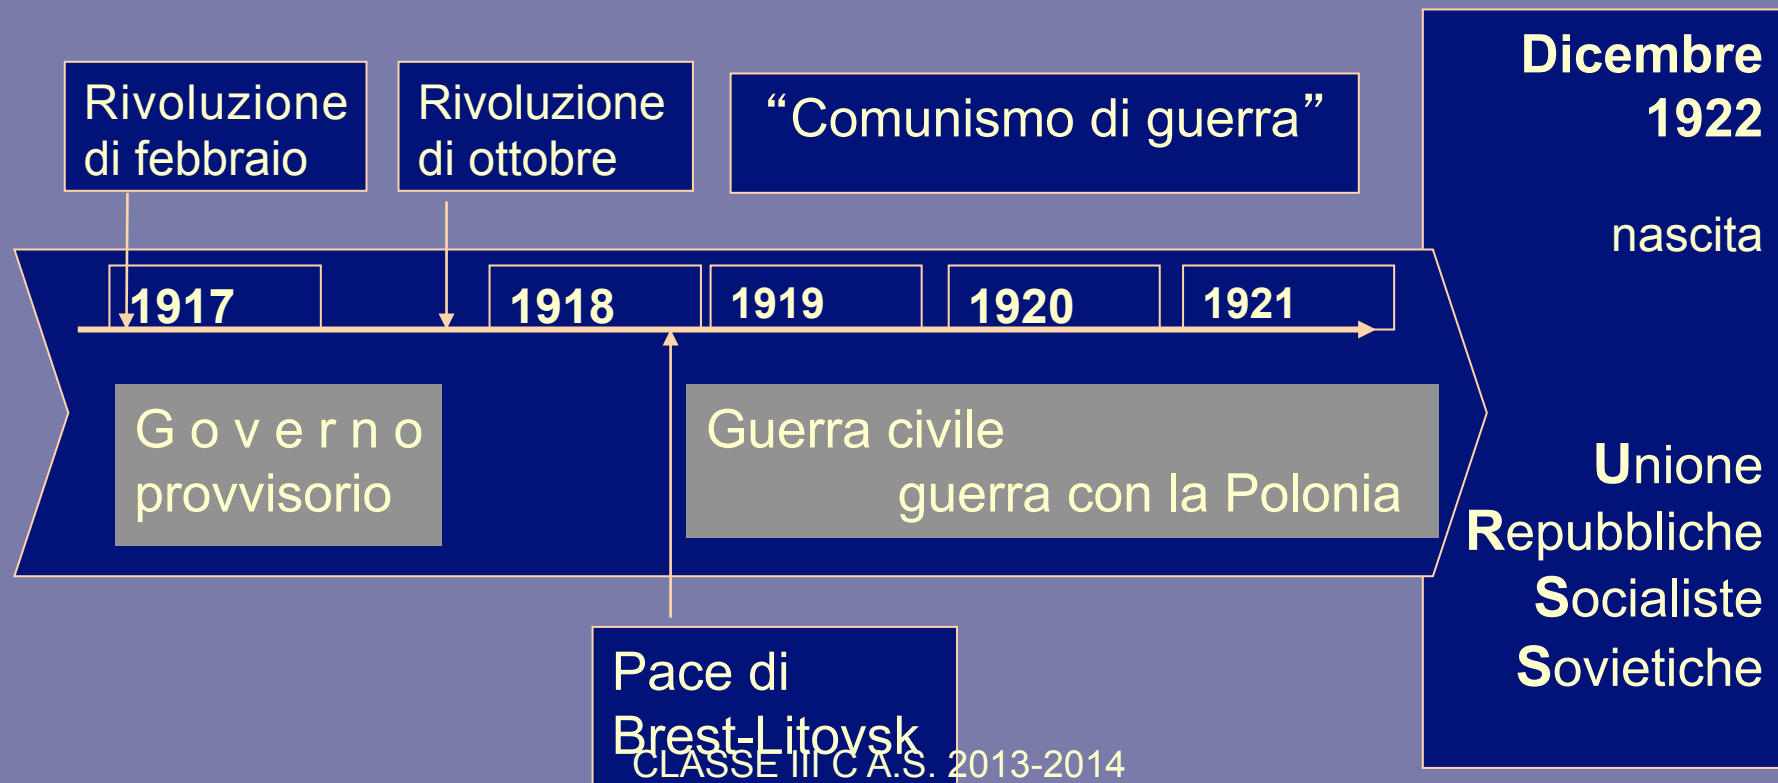 Rivoluzione
di febbraio
Rivoluzione
di ottobre
“Comunismo di guerra”
1917
1918
1919
1920
1921
Governo
provvisorio
Guerra civile
guerra con la Polonia
Pace di
Brest-Litovsk
Dicembre
1922
nascita
Unione
Repubbliche
Socialiste
Sovietiche
CLASSE III C A.S. 2013-2014